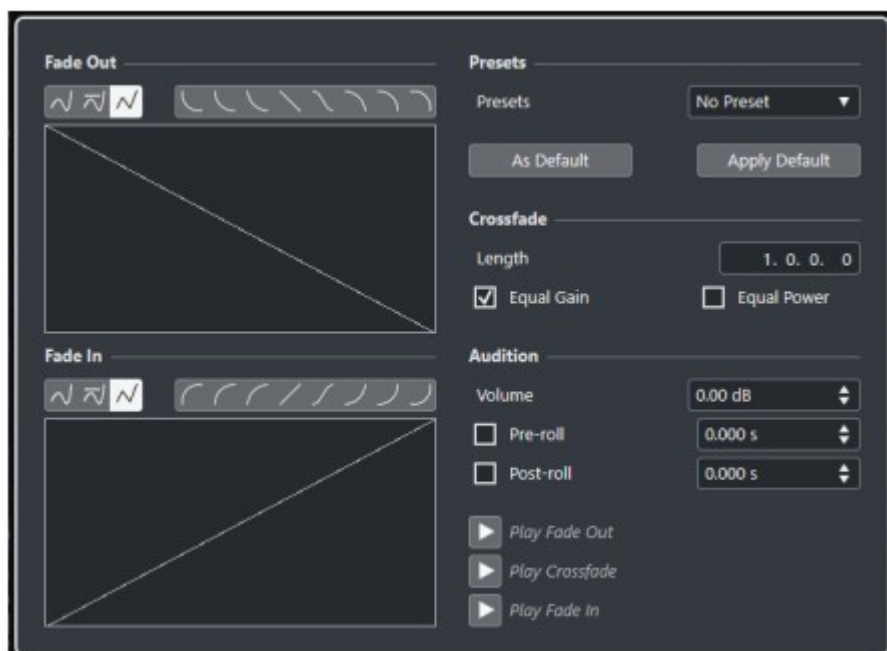 Fade Out
Fade In
Presets
Presets No Preset
As Default Apply Default
Crossfade
Length 1. 0. 0. 0
Equal Gain Equal Power
Audition
Volume 0.00 dB
Pre-roll 0.000 s
Post-roll 0.000 s
Play Fade Out
Play Crossfade
Play Fade In